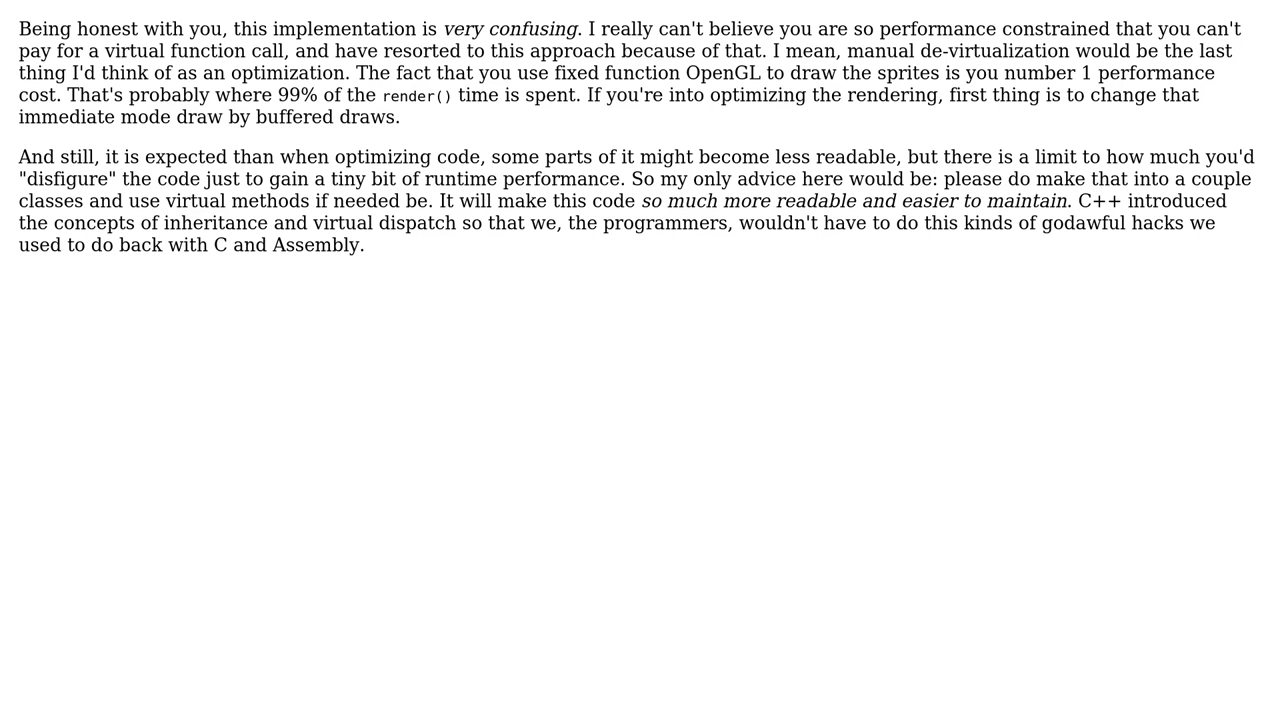 Being honest with you, this implementation is very confusing. I really can't believe you are so performance constrained that you can't
pay for a virtual function call, and have resorted to this approach because of that. I mean, manual de-virtualization would be the last
thing I'd think of as an optimization. The fact that you use fixed function OpenGL to draw the sprites is you number 1 performance
cost. That's probably where 99% of the render() time is spent. If you're into optimizing the rendering, first thing is to change that
immediate mode draw by buffered draws.
And still, it is expected than when optimizing code, some parts of it might become less readable, but there is a limit to how much you'd
"disfigure" the code just to gain a tiny bit of runtime performance. So my only advice here would be: please do make that into a couple
classes and use virtual methods if needed be. It will make this code so much more readable and easier to maintain. C++ introduced
the concepts of inheritance and virtual dispatch so that we, the programmers, wouldn't have to do this kinds of godawful hacks we
used to do back with C and Assembly.